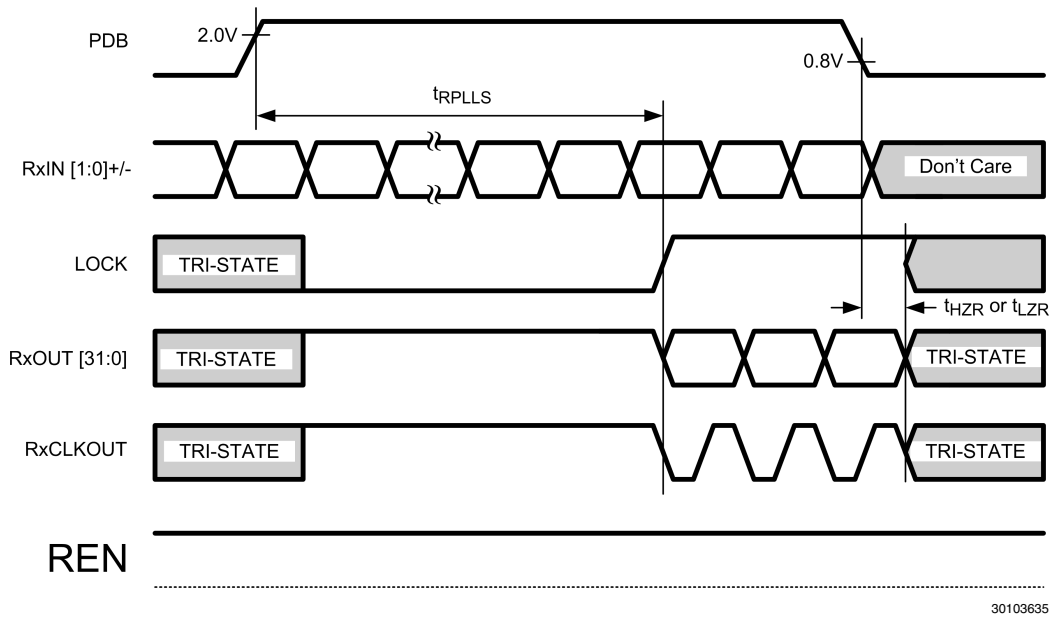 PDB
2.0V
0.8V
tRPLLS
RxIN [1:0]+/-
Don't Care
LOCK
TRI-STATE
tHZR or tLZR
RxOUT [31:0]
TRI-STATE
TRI-STATE
RxCLKOUT
TRI-STATE
TRI-STATE
REN
30103635